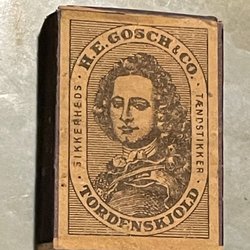 H.E. GOSCH & CO.
SIKKERHEDS
TÆNDSTIKKER
TORDENSKJOLD